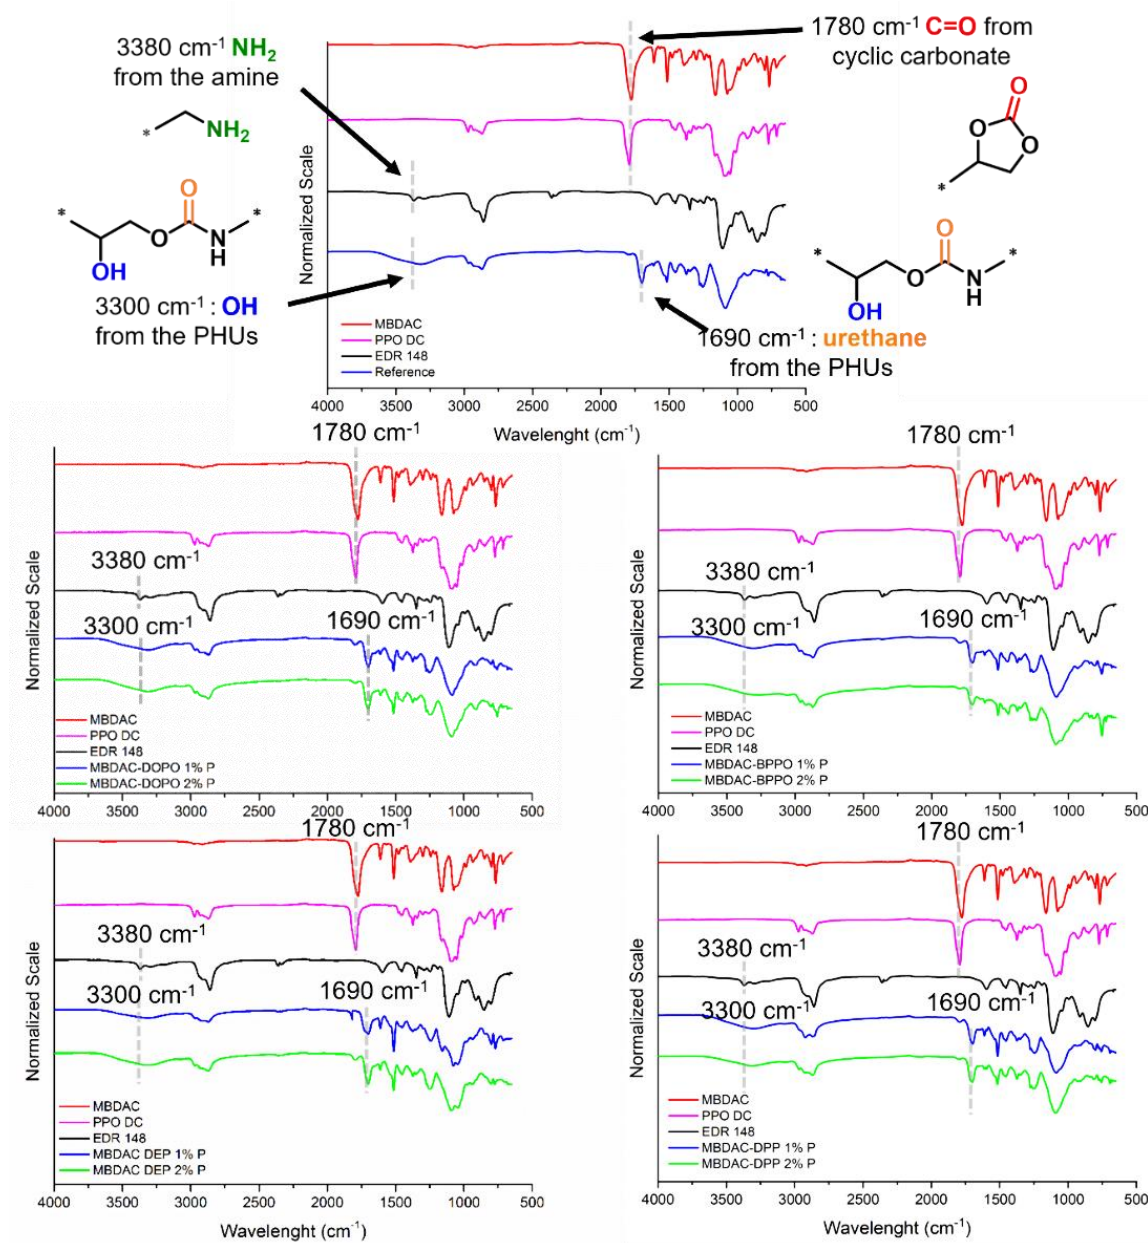 3380 cm⁻¹ NH₂
from the amine
* NH₂
* O O N H *
OH
3300 cm⁻¹ : OH
from the PHUs
1780 cm⁻¹ C=O from
cyclic carbonate
O O O *
* O O N H *
OH
1690 cm⁻¹ : urethane
from the PHUs
Normalized Scale
MBDAC
PPO DC
EDR 148
Reference
4000 3500 3000 2500 2000 1500 1000 500
Wavelenght (cm⁻¹)
1780 cm⁻¹
3380 cm⁻¹
3300 cm⁻¹
1690 cm⁻¹
Normalized Scale
MBDAC
PPO DC
EDR 148
MBDAC-DOPO 1% P
MBDAC-DOPO 2% P
4000 3500 3000 2500 2000 1500 1000 500
1780 cm⁻¹
3380 cm⁻¹
3300 cm⁻¹
1690 cm⁻¹
Normalized Scale
MBDAC
PPO DC
EDR 148
MBDAC-BPPO 1% P
MBDAC-BPPO 2% P
4000 3500 3000 2500 2000 1500 1000 500
1780 cm⁻¹
3380 cm⁻¹
3300 cm⁻¹
1690 cm⁻¹
Normalized Scale
MBDAC
PPO DC
EDR 148
MBDAC DEP 1% P
MBDAC DEP 2% P
4000 3500 3000 2500 2000 1500 1000 500
Wavelenght (cm⁻¹)
1780 cm⁻¹
3380 cm⁻¹
3300 cm⁻¹
1690 cm⁻¹
Normalized Scale
MBDAC
PPO DC
EDR 148
MBDAC-DPP 1% P
MBDAC-DPP 2% P
4000 3500 3000 2500 2000 1500 1000 500
Wavelenght (cm⁻¹)